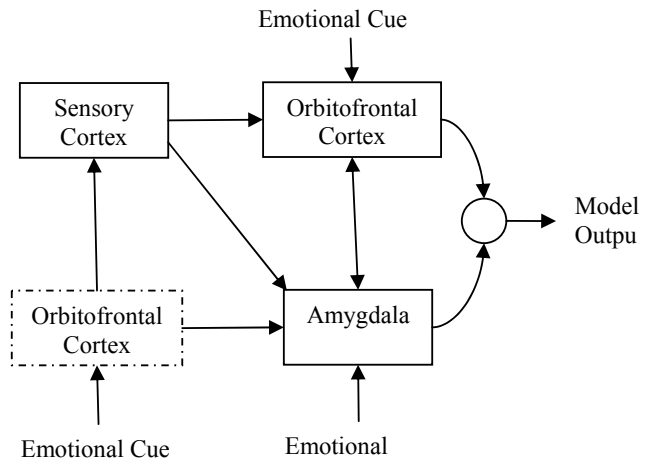 Emotional Cue
Sensory
Cortex
Orbitofrontal
Cortex
Model
Outpu
Orbitofrontal
Cortex
Amygdala
Emotional Cue
Emotional